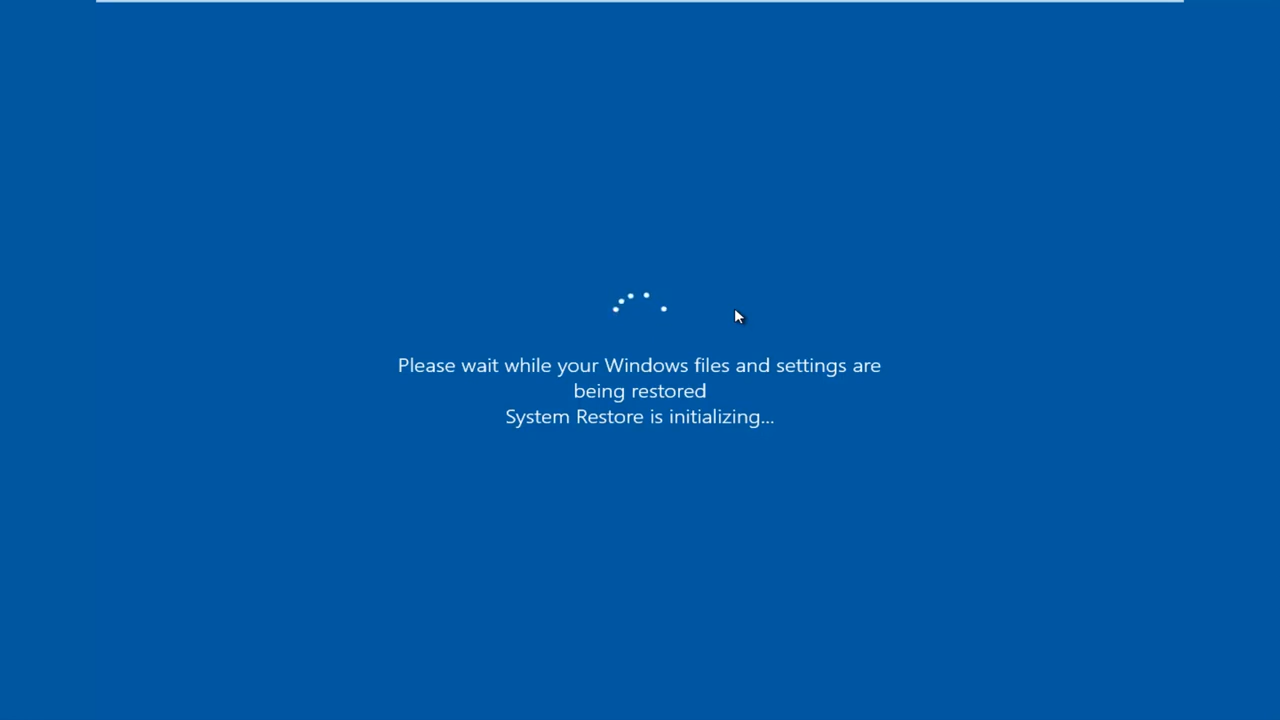 Please wait while your Windows files and settings are
being restored
System Restore is initializing...